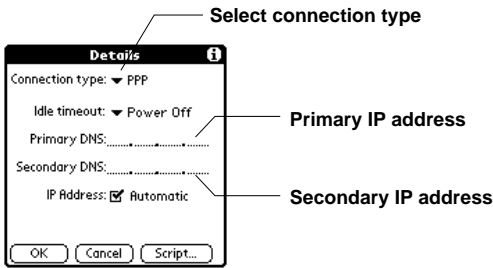 Select connection type
Details
Connection type: PPP
Idle timeout: Power Off
Primary DNS:
Primary IP address
Secondary DNS:
Secondary IP address
IP Address: Automatic
OK Cancel Script...